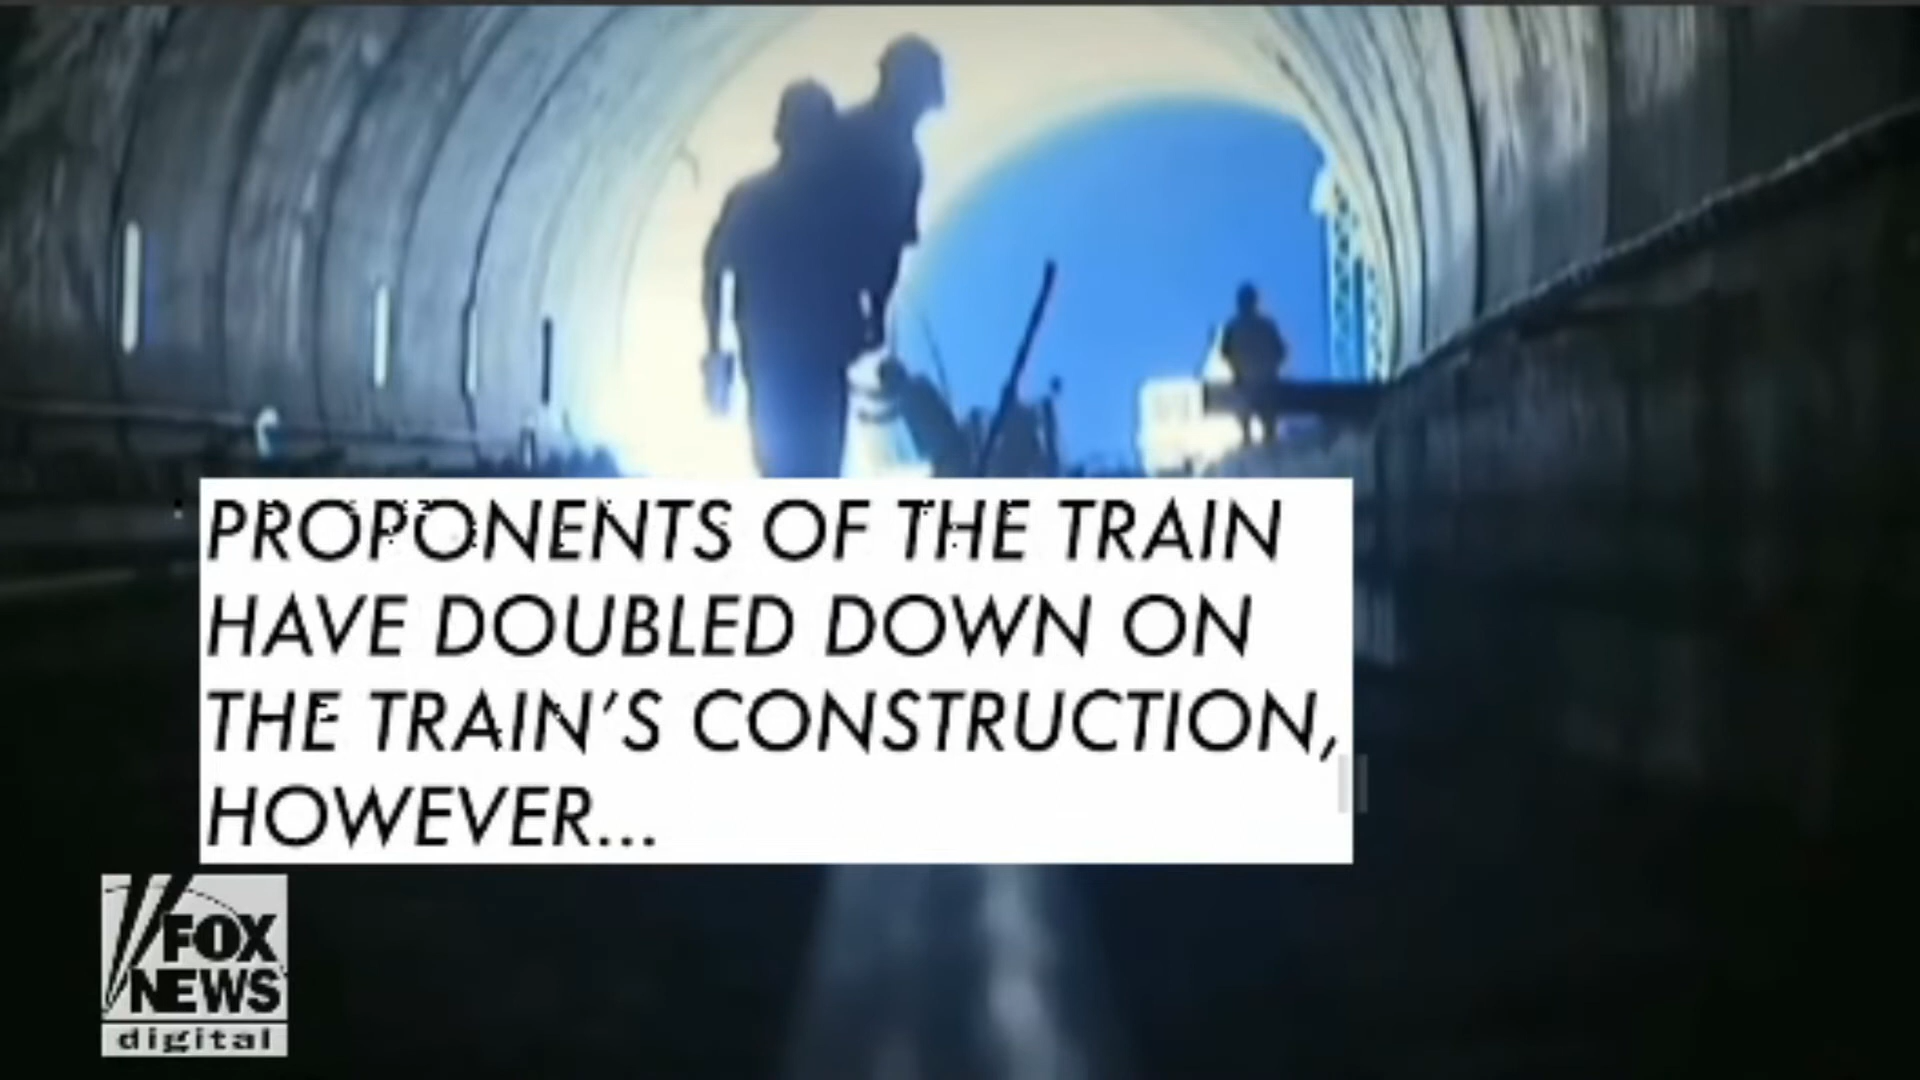 PROPONENTS OF THE TRAIN
HAVE DOUBLED DOWN ON
THE TRAIN'S CONSTRUCTION,
HOWEVER...
FOX
NEWS
digital